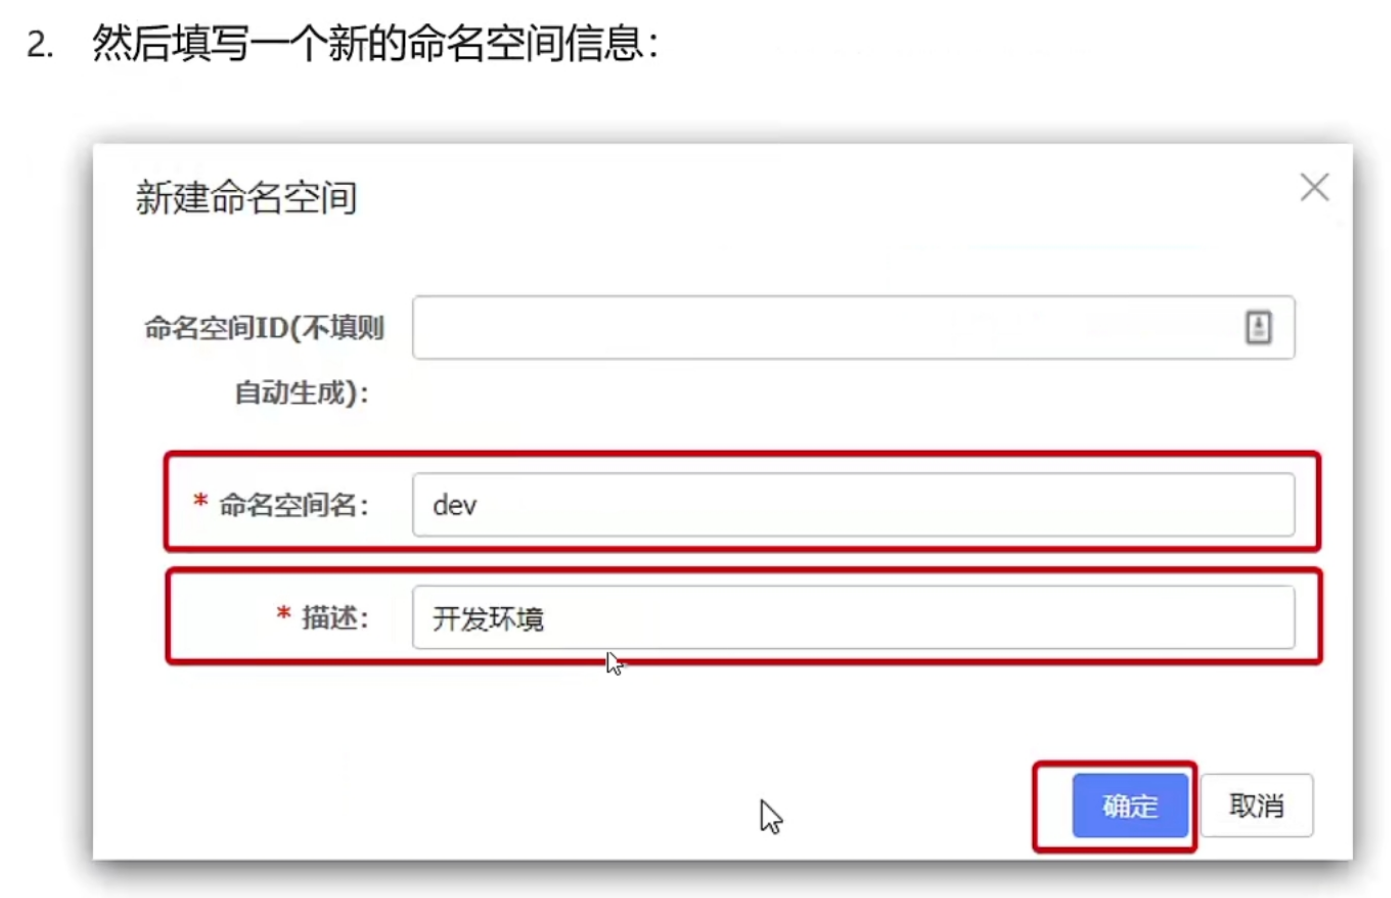 2. 然后填写一个新的命名空间信息：
新建命名空间
命名空间ID(不填则
自动生成)：
* 命名空间名： dev
* 描述： 开发环境
确定 取消